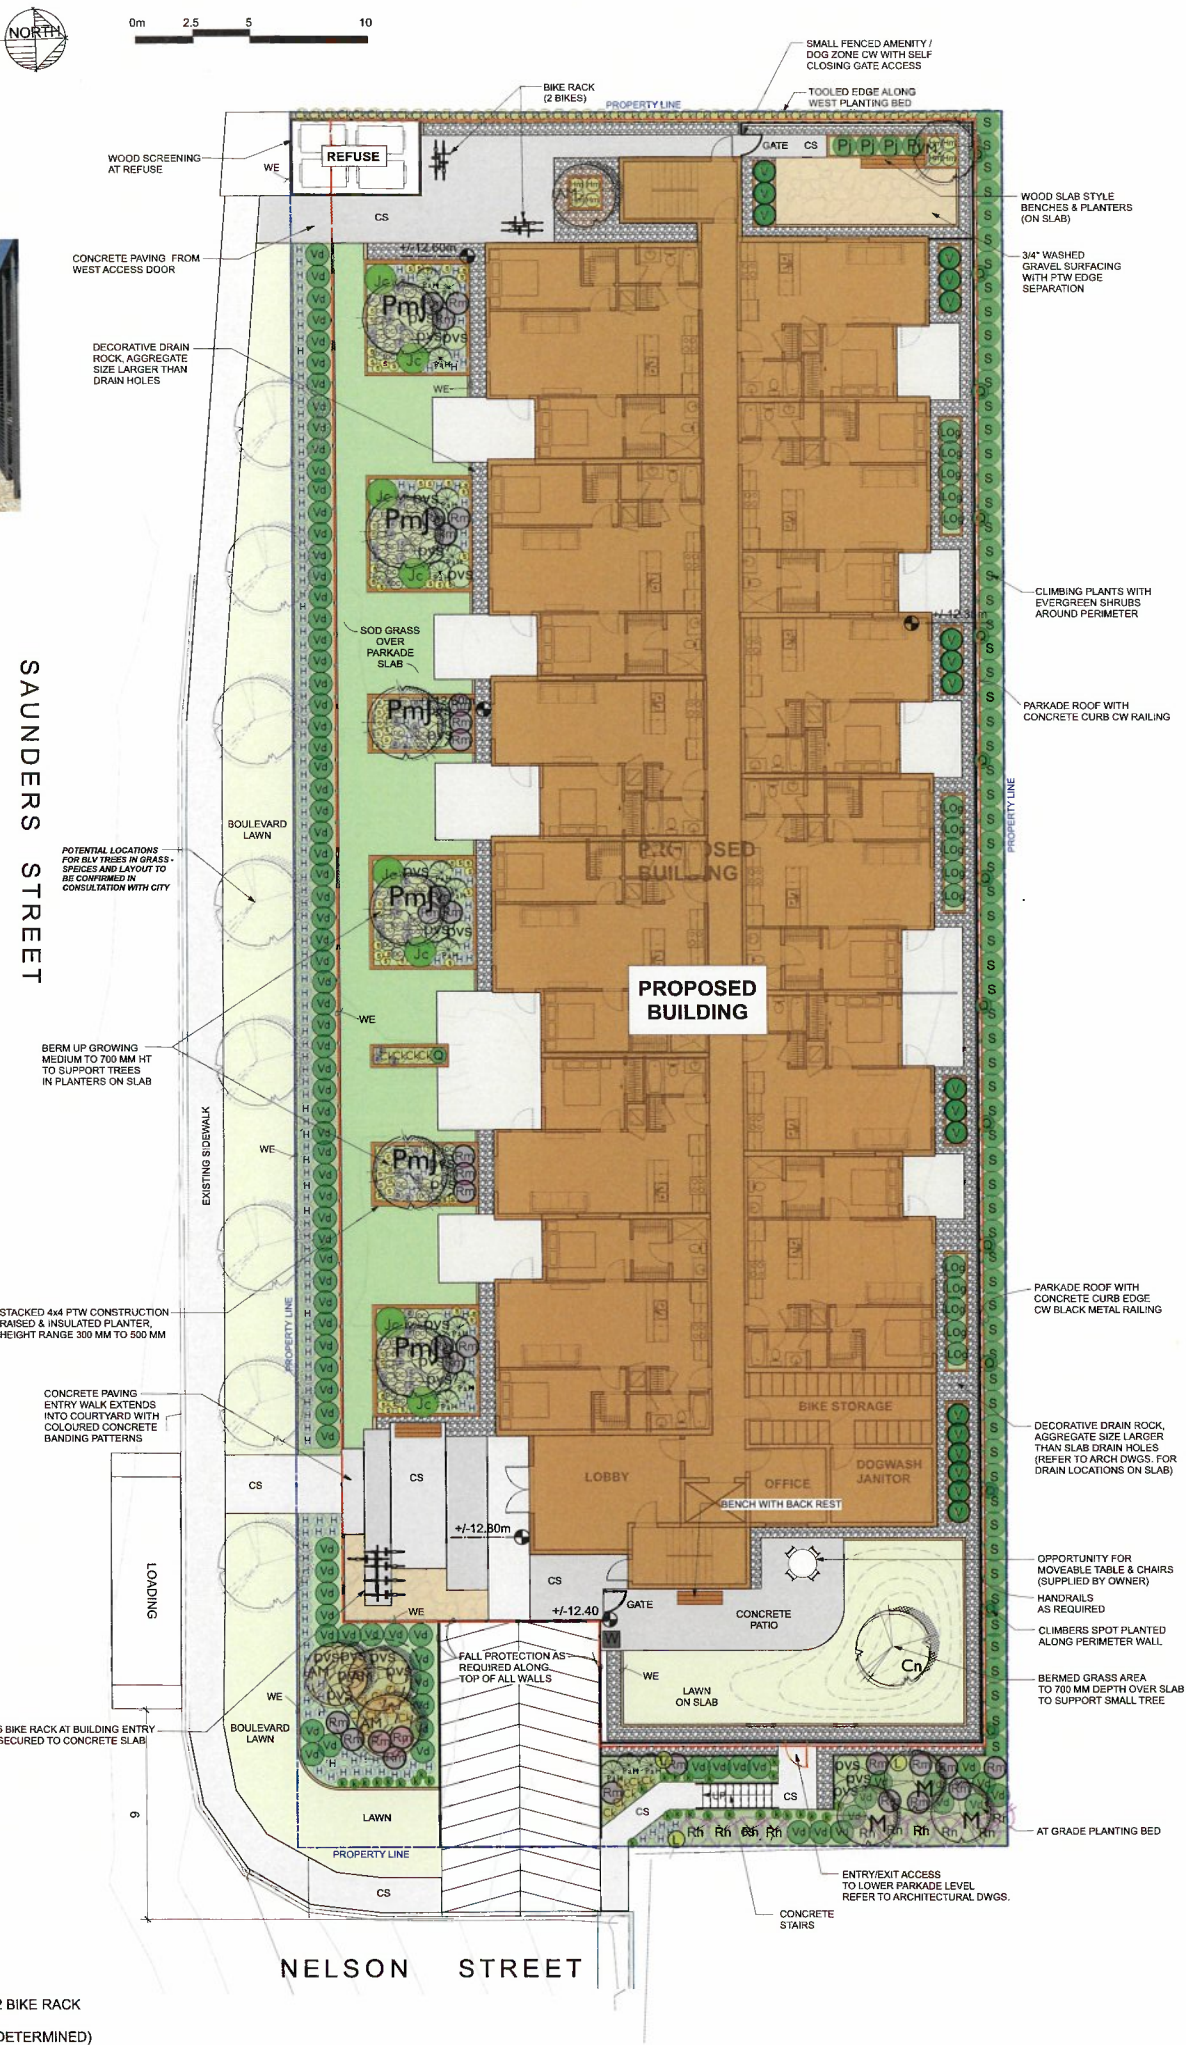 NORTH
0m 2.5 5 10
SMALL FENCED AMENITY /
DOG ZONE CW WITH SELF
CLOSING GATE ACCESS
BIKE RACK
(2 BIKES)
PROPERTY LINE
TOOLED EDGE ALONG
WEST PLANTING BED
WOOD SCREENING
AT REFUSE
WE
REFUSE
GATE CS
CS
WOOD SLAB STYLE
BENCHES & PLANTERS
(ON SLAB)
CONCRETE PAVING FROM
WEST ACCESS DOOR
+/-12.60m
3/4" WASHED
GRAVEL SURFACING
WITH PTW EDGE
SEPARATION
DECORATIVE DRAIN
ROCK, AGGREGATE
SIZE LARGER THAN
DRAIN HOLES
WE
CLIMBING PLANTS WITH
EVERGREEN SHRUBS
AROUND PERIMETER
SOD GRASS
OVER
PARKADE
SLAB
SAUNDERS STREET
PARKADE ROOF WITH
CONCRETE CURB CW RAILING
PROPERTY LINE
BOULEVARD
LAWN
POTENTIAL LOCATIONS
FOR BLV TREES IN GRASS -
SPEICES AND LAYOUT TO
BE CONFIRMED IN
CONSULTATION WITH CITY
PROPOSED
BUILDING
WE
BERM UP GROWING
MEDIUM TO 700 MM HT
TO SUPPORT TREES
IN PLANTERS ON SLAB
EXISTING SIDEWALK
WE
STACKED 4x4 PTW CONSTRUCTION
RAISED & INSULATED PLANTER,
HEIGHT RANGE 300 MM TO 500 MM
PROPERTY LINE
PARKADE ROOF WITH
CONCRETE CURB EDGE
CW BLACK METAL RAILING
CONCRETE PAVING
ENTRY WALK EXTENDS
INTO COURTYARD WITH
COLOURED CONCRETE
BANDING PATTERNS
BIKE STORAGE
DECORATIVE DRAIN ROCK,
AGGREGATE SIZE LARGER
THAN SLAB DRAIN HOLES
(REFER TO ARCH DWGS. FOR
DRAIN LOCATIONS ON SLAB)
CS
CS
LOBBY
OFFICE
DOGWASH
JANITOR
BENCH WITH BACK REST
+/-12.80m
LOADING
CS
OPPORTUNITY FOR
MOVEABLE TABLE & CHAIRS
(SUPPLIED BY OWNER)
HANDRAILS
AS REQUIRED
GATE
WE
+/-12.40
CONCRETE
PATIO
W
CLIMBERS SPOT PLANTED
ALONG PERIMETER WALL
FALL PROTECTION AS
REQUIRED ALONG
TOP OF ALL WALLS
Cn
WE
WE
LAWN
ON SLAB
BERMED GRASS AREA
TO 700 MM DEPTH OVER SLAB
TO SUPPORT SMALL TREE
6 BIKE RACK AT BUILDING ENTRY
SECURED TO CONCRETE SLAB
BOULEVARD
LAWN
6
UP
CS
CS
LAWN
AT GRADE PLANTING BED
PROPERTY LINE
CS
ENTRY/EXIT ACCESS
TO LOWER PARKADE LEVEL
REFER TO ARCHITECTURAL DWGS.
CONCRETE
STAIRS
NELSON STREET
2 BIKE RACK
DETERMINED)